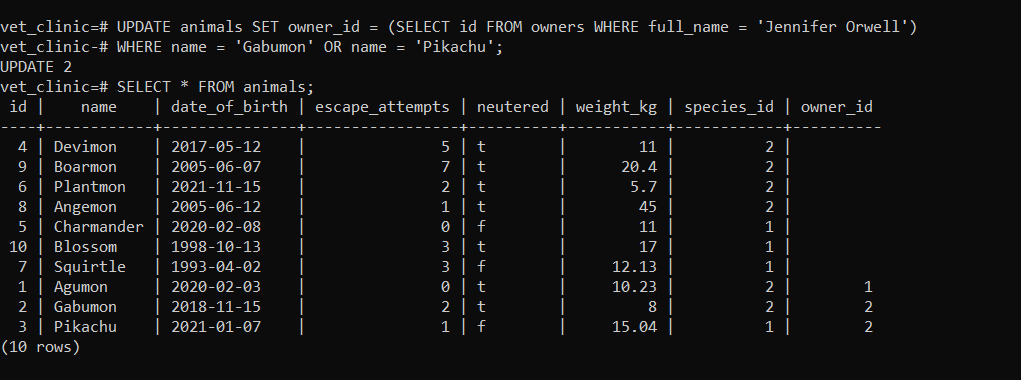 vet_clinic=# UPDATE animals SET owner_id = (SELECT id FROM owners WHERE full_name = 'Jennifer Orwell')
vet_clinic-# WHERE name = 'Gabumon' OR name = 'Pikachu';
UPDATE 2
vet_clinic=# SELECT * FROM animals;
 id |    name    | date_of_birth | escape_attempts | neutered | weight_kg | species_id | owner_id
----+------------+---------------+-----------------+----------+-----------+------------+----------
  4 | Devimon    | 2017-05-12    |               5 | t        |        11 |          2 |
  9 | Boarmon    | 2005-06-07    |               7 | t        |      20.4 |          2 |
  6 | Plantmon   | 2021-11-15    |               2 | t        |       5.7 |          2 |
  8 | Angemon    | 2005-06-12    |               1 | t        |        45 |          2 |
  5 | Charmander | 2020-02-08    |               0 | f        |        11 |          1 |
 10 | Blossom    | 1998-10-13    |               3 | t        |        17 |          1 |
  7 | Squirtle   | 1993-04-02    |               3 | f        |     12.13 |          1 |
  1 | Agumon     | 2020-02-03    |               0 | t        |     10.23 |          2 |        1
  2 | Gabumon    | 2018-11-15    |               2 | t        |         8 |          2 |        2
  3 | Pikachu    | 2021-01-07    |               1 | f        |     15.04 |          1 |        2
(10 rows)